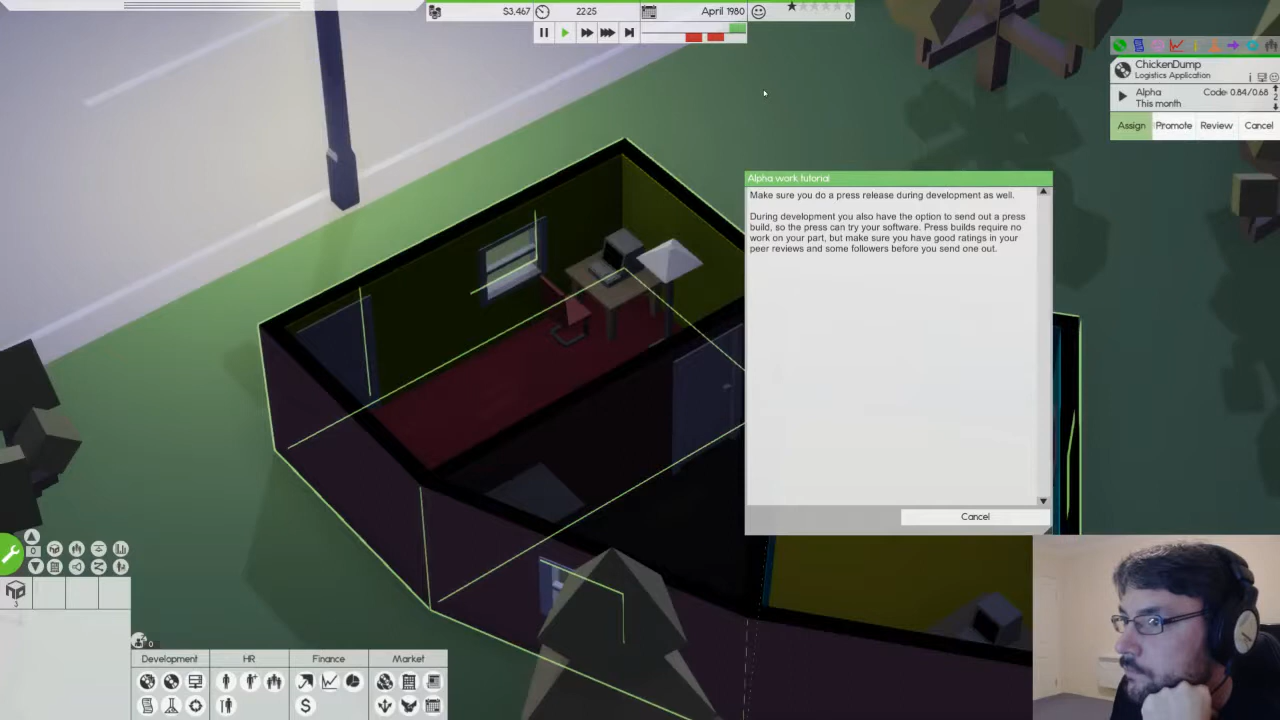 $3,467
22:25
April 1980
0
ChickenDump
Logistics Application
i
Alpha
Code: 0.84/0.68
This month
2
Assign
Promote
Review
Cancel
Alpha work tutorial
Make sure you do a press release during development as well.
During development you also have the option to send out a press
build, so the press can try your software. Press builds require no
work on your part, but make sure you have good ratings in your
peer reviews and some followers before you send one out.
Cancel
0
3
0
Development
HR
Finance
Market
$